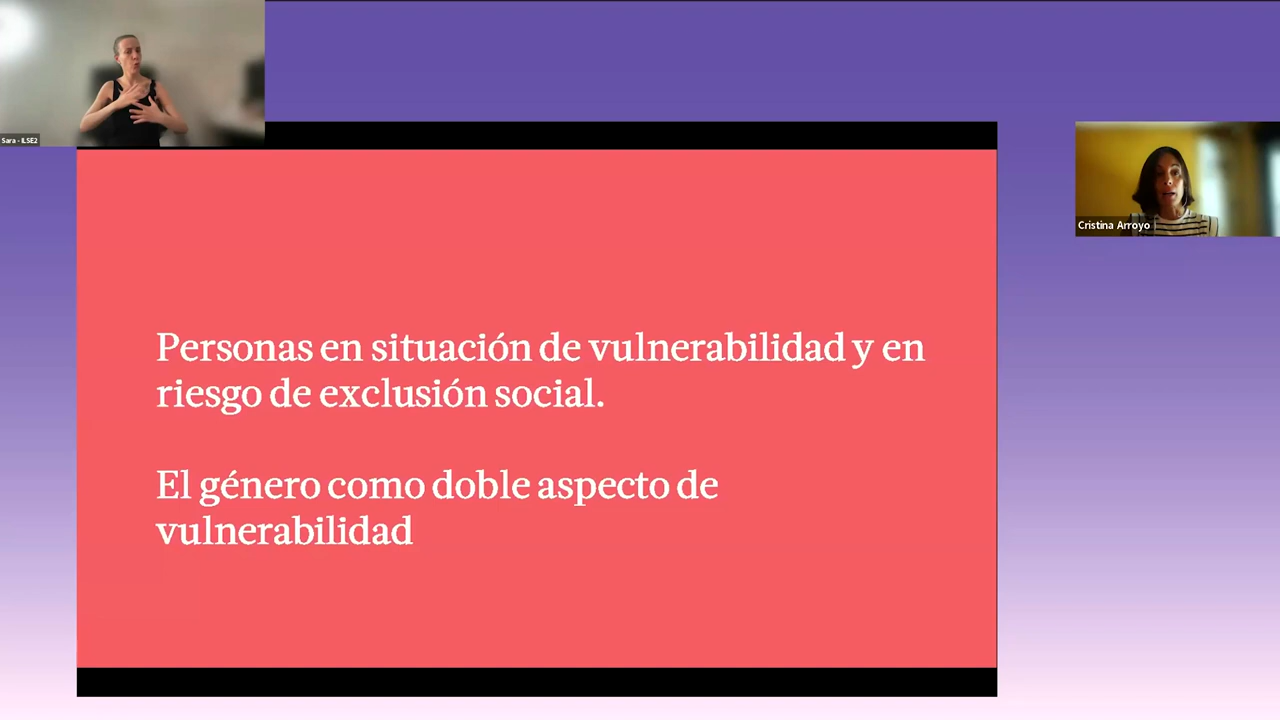 Sara - ILSE2
Cristina Arroyo
Personas en situación de vulnerabilidad y en
riesgo de exclusión social.
El género como doble aspecto de
vulnerabilidad